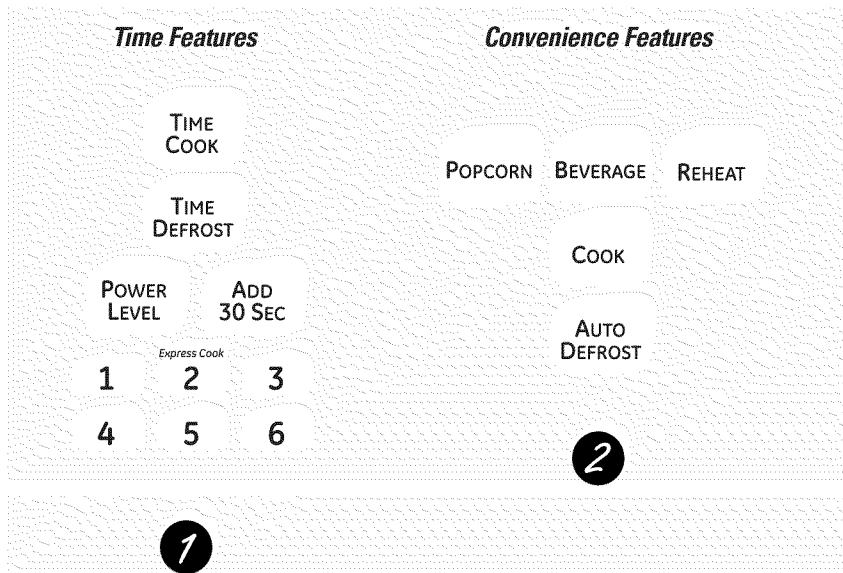 Time Features
TIME
COOK
TIME
DEFROST
POWER
LEVEL
ADD
30 SEC
Express Cook
1 2 3
4 5 6
1
Convenience Features
POPCORN BEVERAGE REHEAT
COOK
AUTO
DEFROST
2